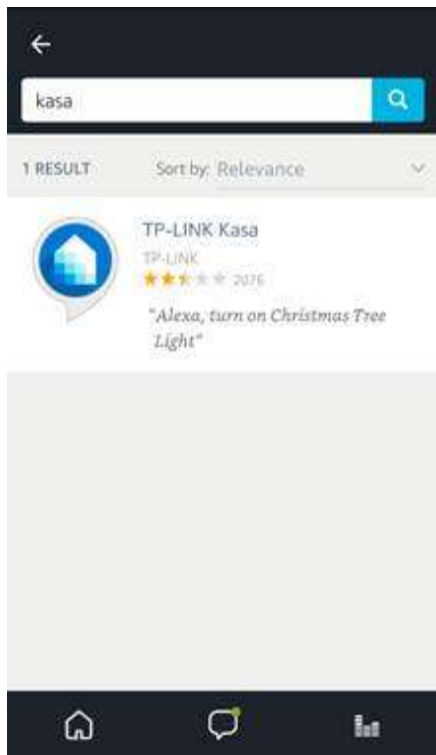 kasa
1 RESULT
Sort by: Relevance
TP-LINK Kasa
TP-LINK
2076
"Alexa, turn on Christmas Tree
Light"